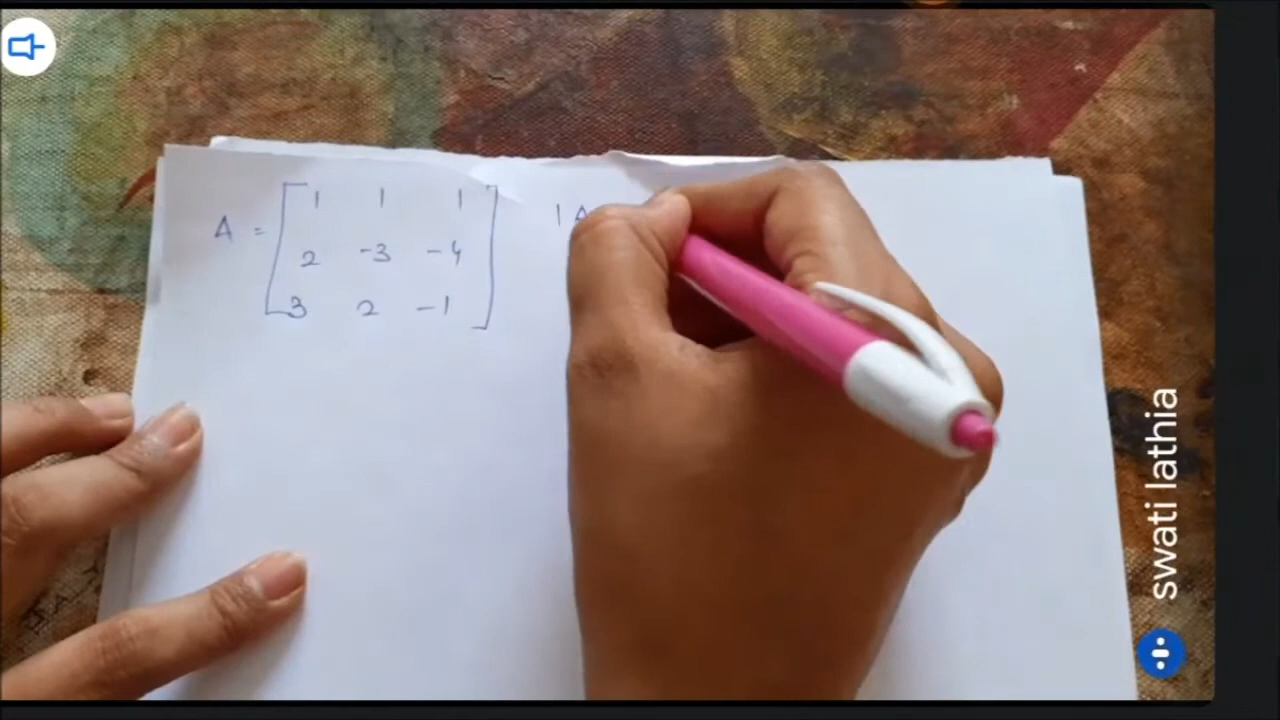 1 1 1 | A
A =
2 -3 -4
3 2 -1
swati lathia